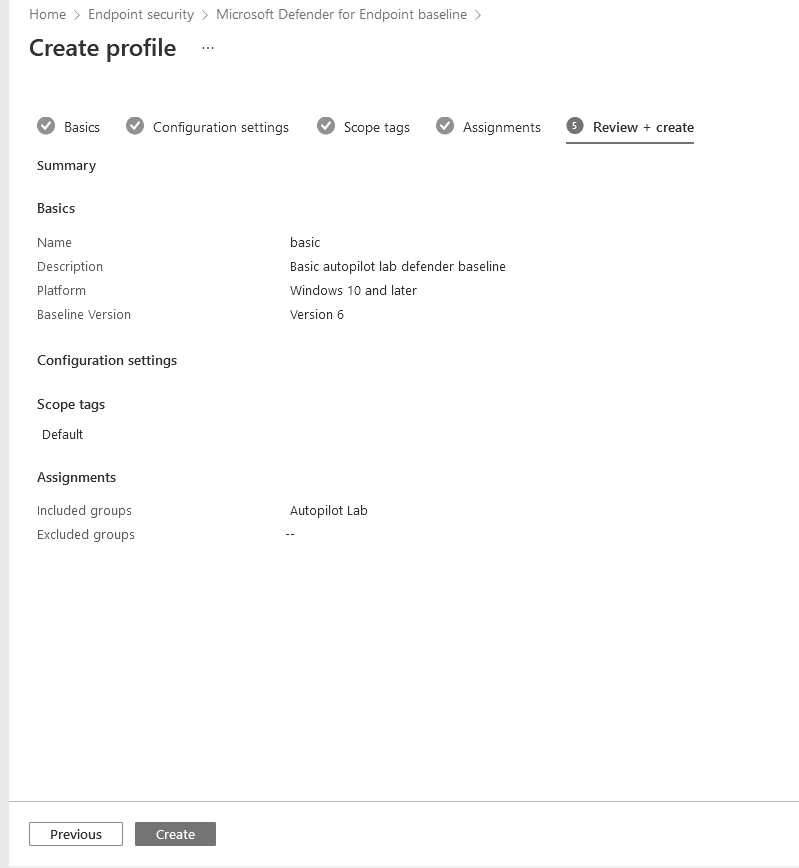 Home > Endpoint security > Microsoft Defender for Endpoint baseline >
Create profile ...
Basics Configuration settings Scope tags Assignments 5 Review + create
Summary
Basics
Name basic
Description Basic autopilot lab defender baseline
Platform Windows 10 and later
Baseline Version Version 6
Configuration settings
Scope tags
Default
Assignments
Included groups Autopilot Lab
Excluded groups --
Previous Create